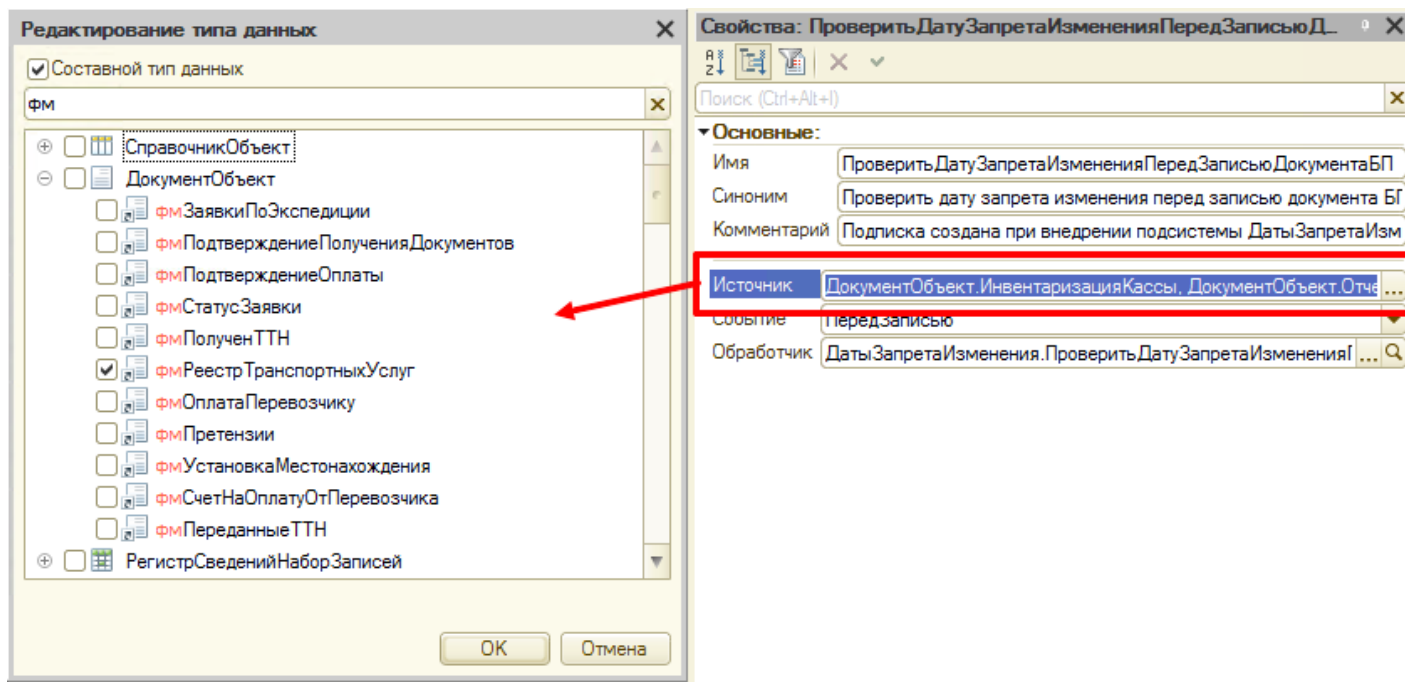 Редактирование типа данных
Составной тип данных
фм
СправочникОбъект
ДокументОбъект
фмЗаявкиПоЭкспедиции
фмПодтверждениеПолученияДокументов
фмПодтверждениеОплаты
фмСтатусЗаявки
фмПолученТТН
фмРеестрТранспортныхУслуг
фмОплатаПеревозчику
фмПретензии
фмУстановкаМестонахождения
фмСчетНаОплатуОтПеревозчика
фмПереданныеТТН
РегистрСведенийНаборЗаписей
ОК
Отмена
Свойства: ПроверитьДатуЗапретаИзмененияПередЗаписьюД...
Поиск (Ctrl+Alt+I)
Основные:
Имя ПроверитьДатуЗапретаИзмененияПередЗаписьюДокументаБП
Синоним Проверить дату запрета изменения перед записью документа БП
Комментарий Подписка создана при внедрении подсистемы ДатыЗапретаИзм
Источник ДокументОбъект.ИнвентаризацияКассы, ДокументОбъект.Отче ...
Событие ПередЗаписью
Обработчик ДатыЗапретаИзменения.ПроверитьДатуЗапретаИзмененияП ...